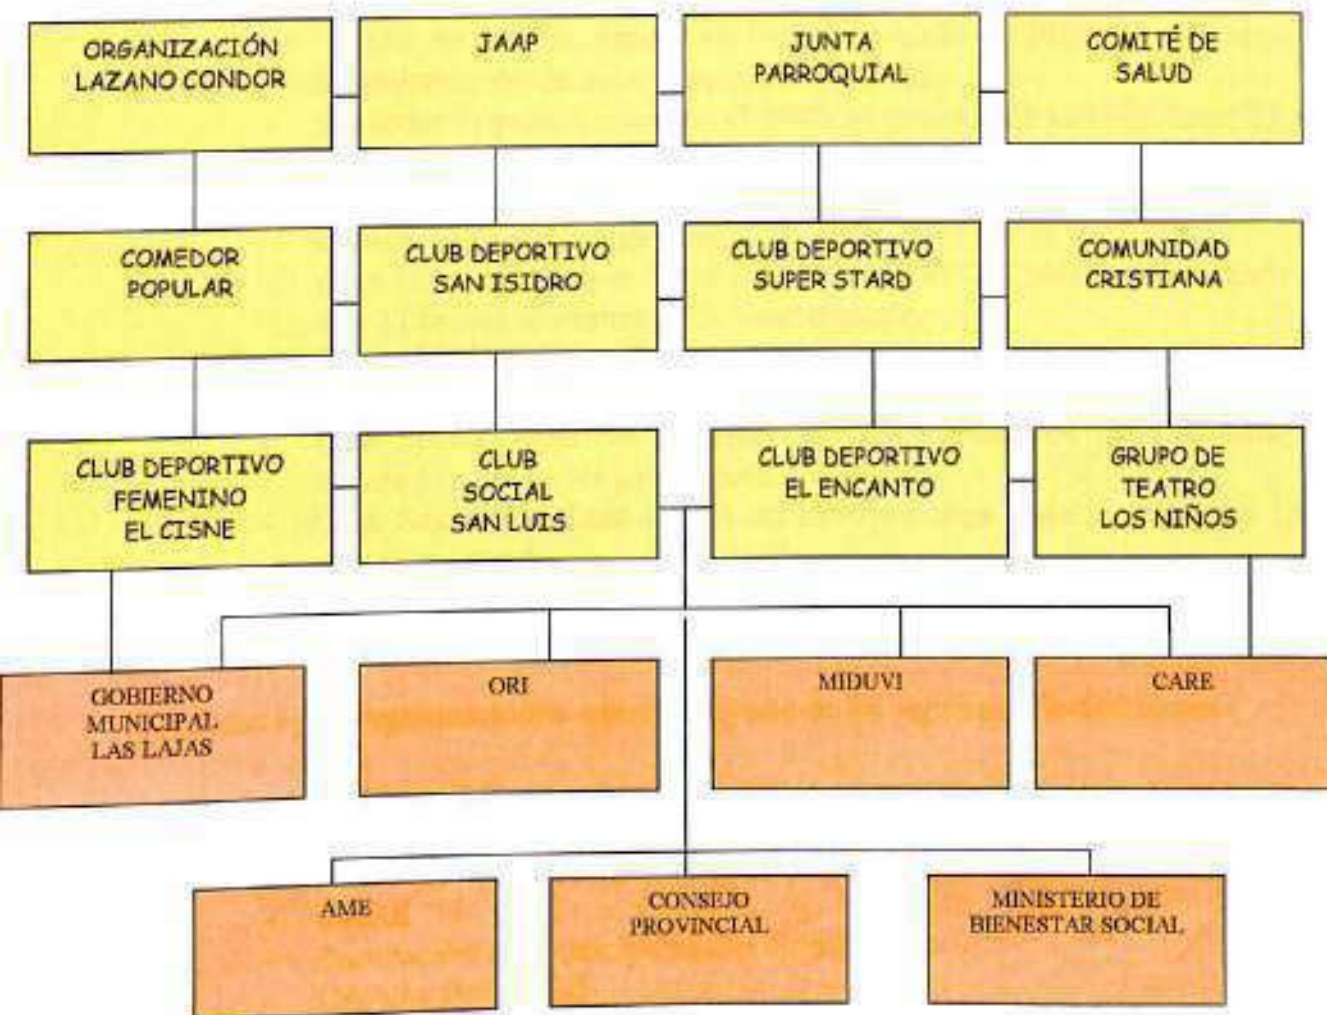 ORGANIZACIÓN
LAZANO CONDOR
JAAP
JUNTA
PARROQUIAL
COMITÉ DE
SALUD
COMEDOR
POPULAR
CLUB DEPORTIVO
SAN ISIDRO
CLUB DEPORTIVO
SUPER STARD
COMUNIDAD
CRISTIANA
CLUB DEPORTIVO
FEMENINO
EL CISNE
CLUB
SOCIAL
SAN LUIS
CLUB DEPORTIVO
EL ENCANTO
GRUPO DE
TEATRO
LOS NIÑOS
GOBIERNO
MUNICIPAL
LAS LAJAS
ORI
MIDUVI
CARE
AME
CONSEJO
PROVINCIAL
MINISTERIO DE
BIENESTAR SOCIAL